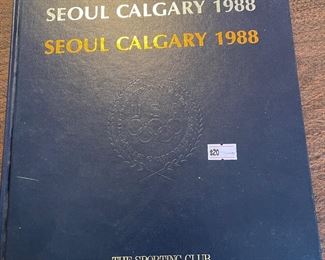 SEOUL CALGARY 1988
SEOUL CALGARY 1988
$20
THE SPORTING CLUB